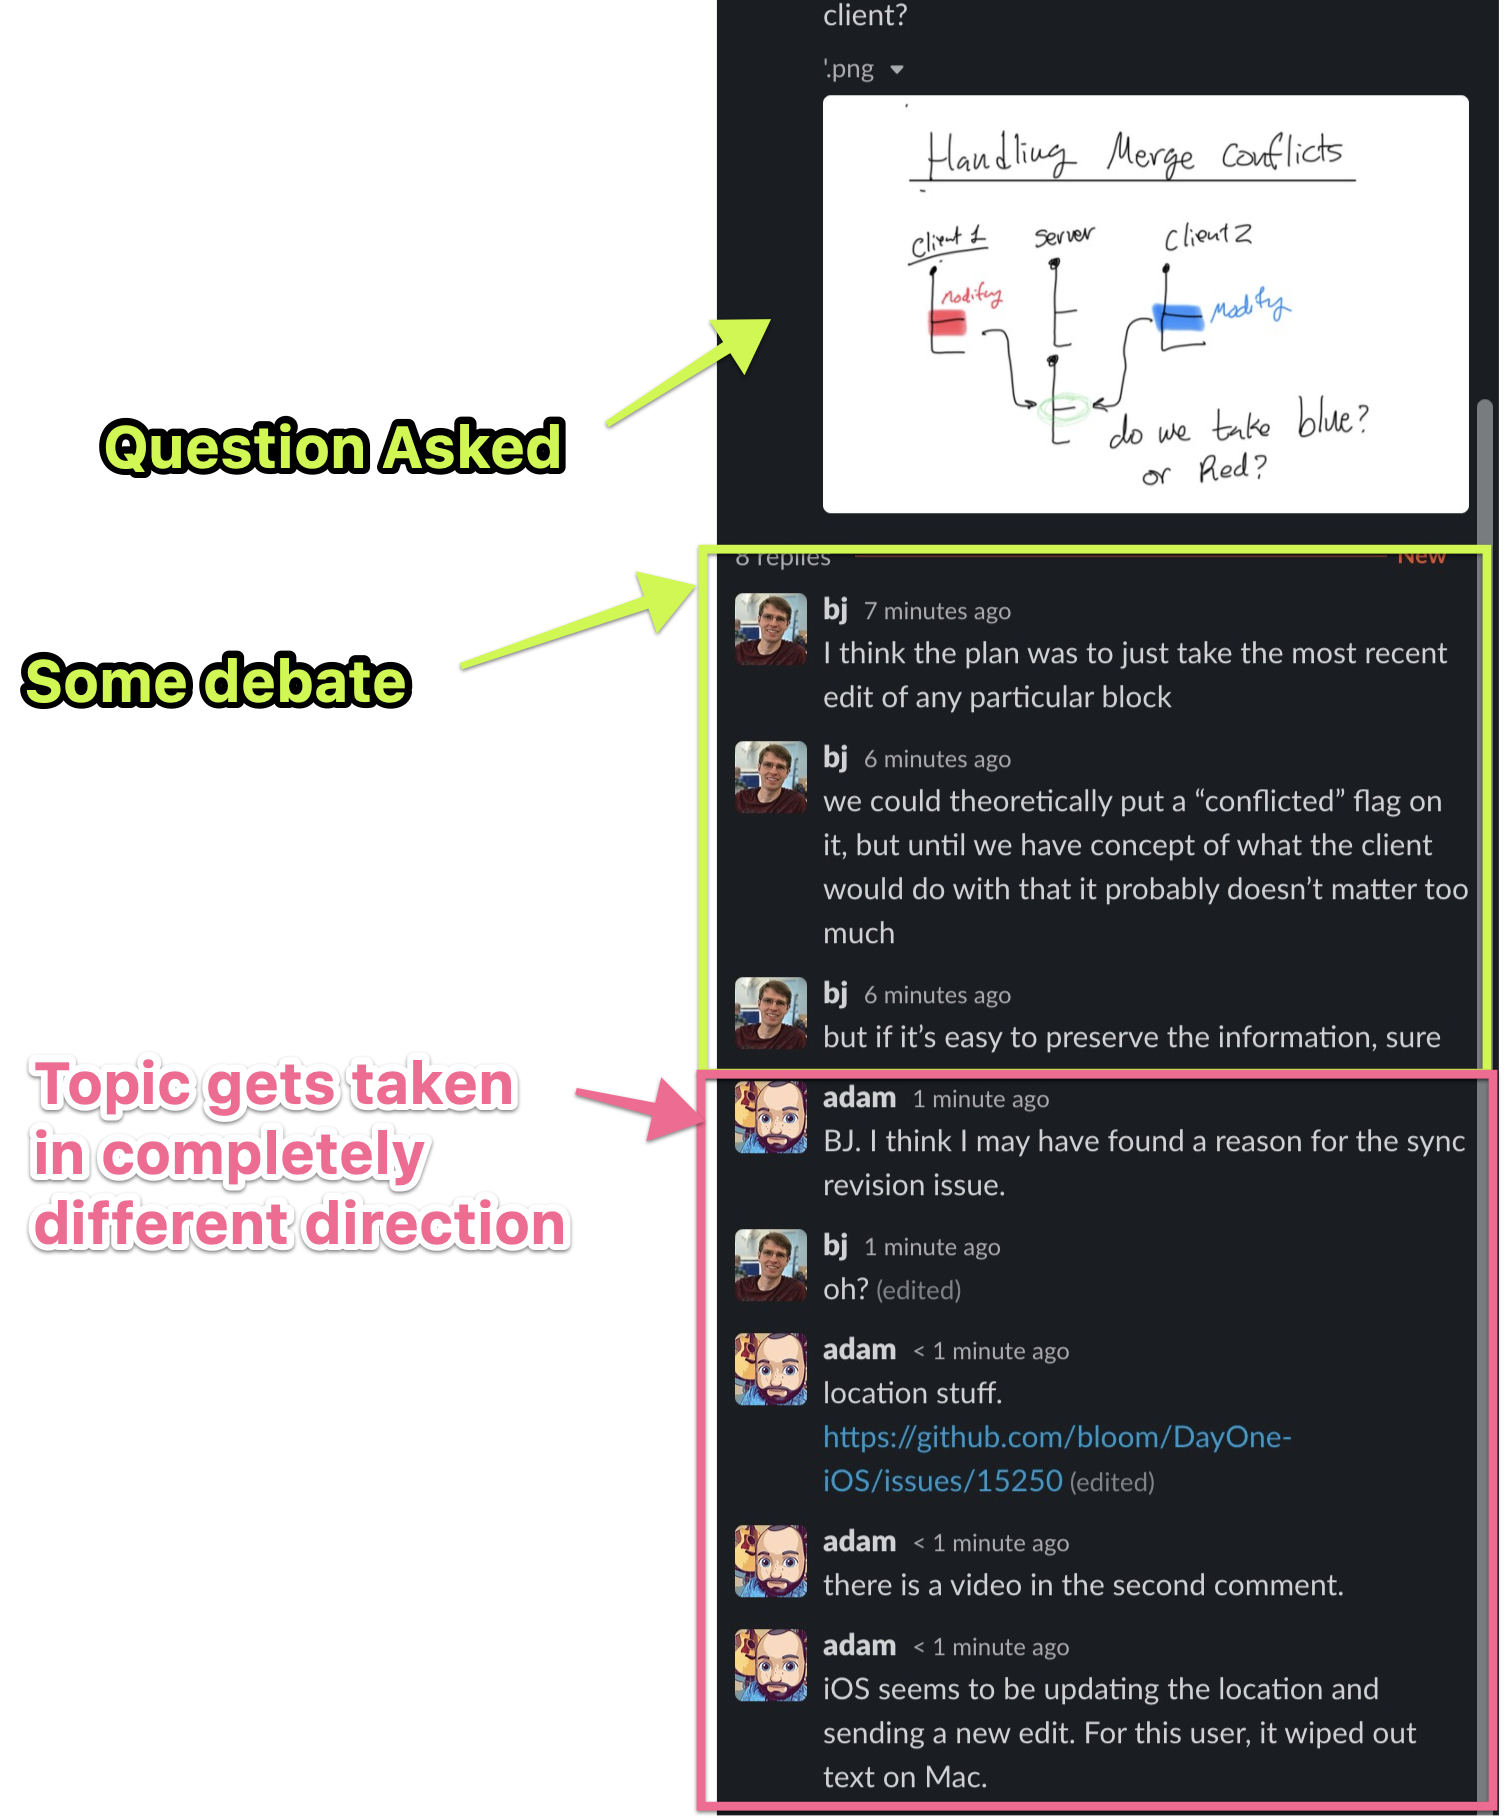 client?
'.png
Handling Merge Conflicts
Client 1
Server
Client 2
Modify
Modify
do we take blue?
or Red?
Question Asked
8 replies
New
bj 7 minutes ago
I think the plan was to just take the most recent
edit of any particular block
Some debate
bj 6 minutes ago
we could theoretically put a “conflicted” flag on
it, but until we have concept of what the client
would do with that it probably doesn’t matter too
much
bj 6 minutes ago
but if it’s easy to preserve the information, sure
Topic gets taken
in completely
different direction
adam 1 minute ago
BJ. I think I may have found a reason for the sync
revision issue.
bj 1 minute ago
oh? (edited)
adam < 1 minute ago
location stuff.
https://github.com/bloom/DayOne-
iOS/issues/15250 (edited)
adam < 1 minute ago
there is a video in the second comment.
adam < 1 minute ago
iOS seems to be updating the location and
sending a new edit. For this user, it wiped out
text on Mac.